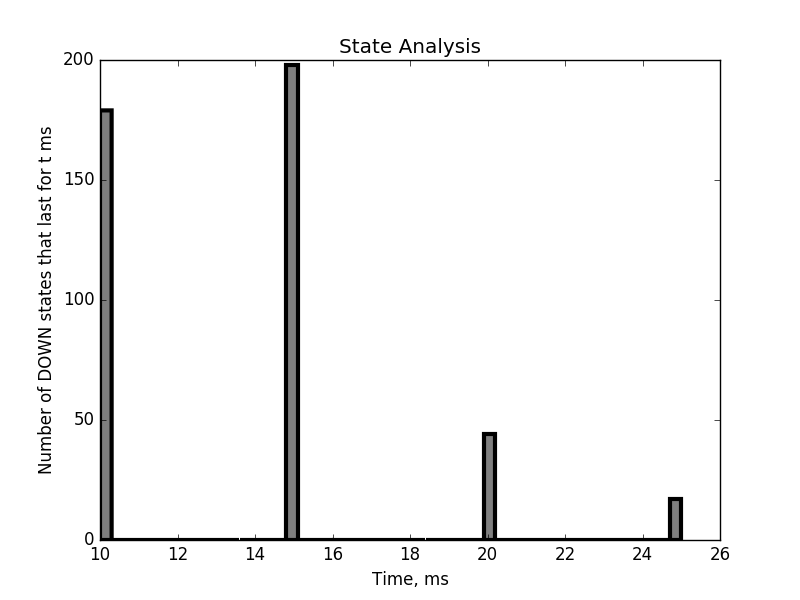 State Analysis
Number of DOWN states that last for t ms
200
150
100
50
0
10 12 14 16 18 20 22 24 26
Time, ms